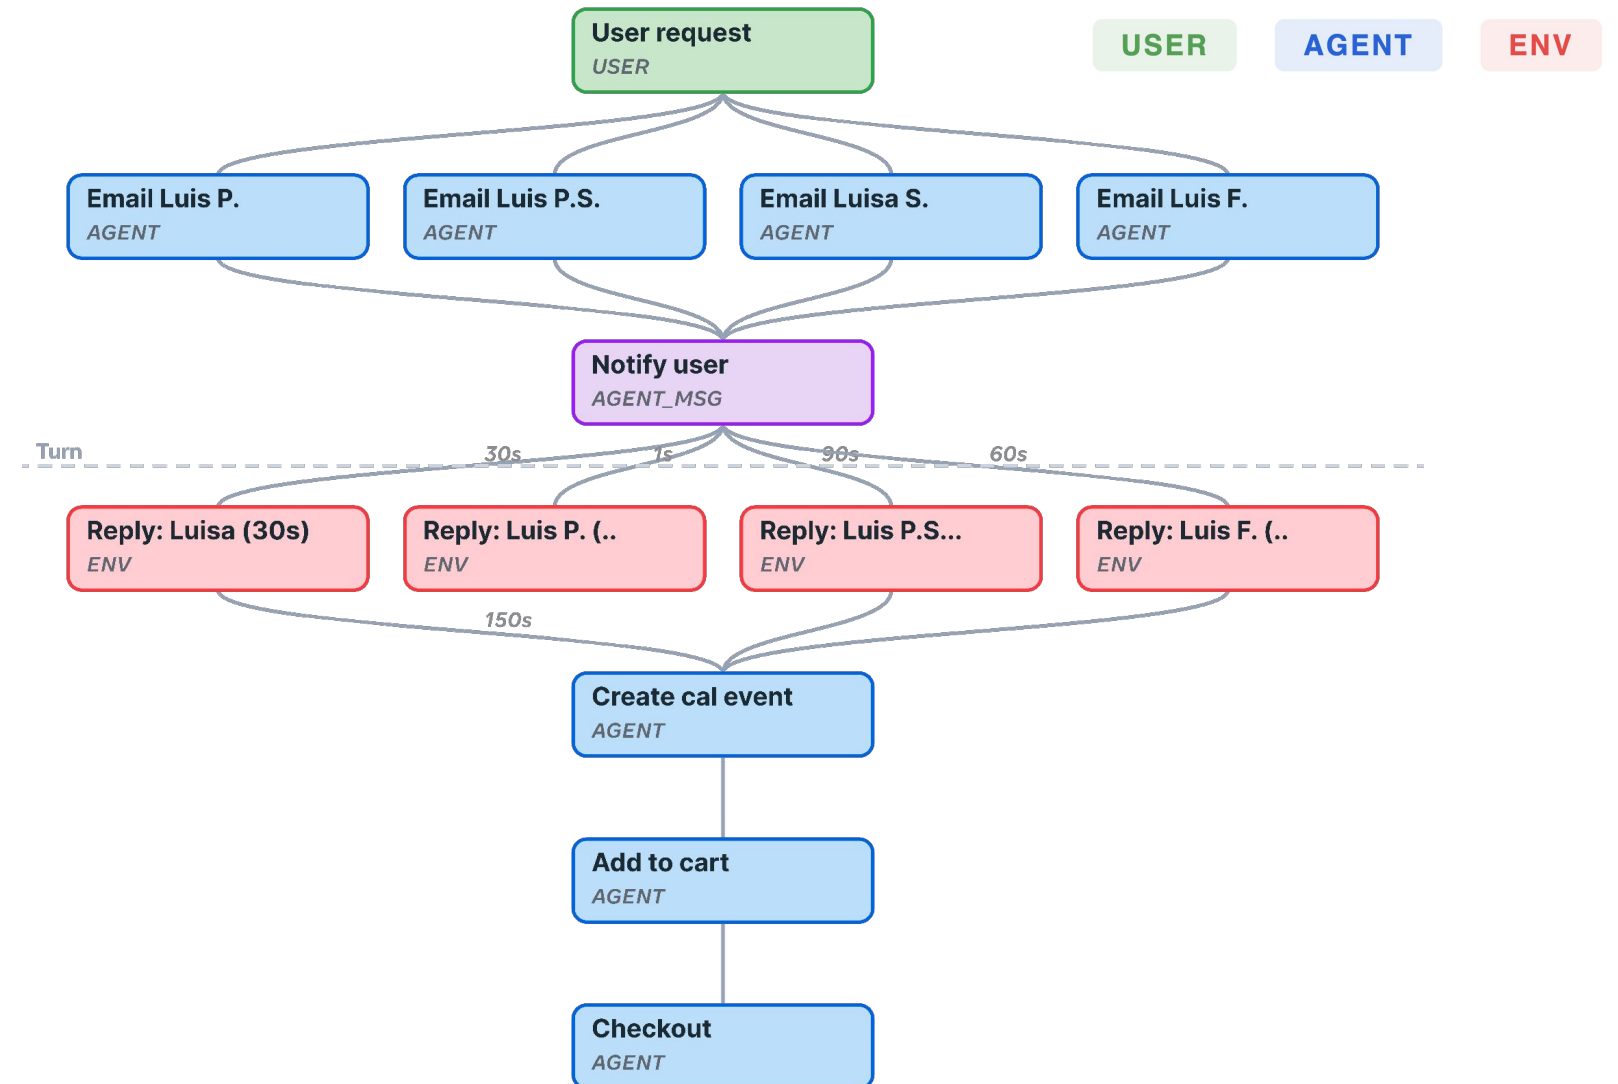 User request
USER
USER
AGENT
ENV
Email Luis P.
AGENT
Email Luis P.S.
AGENT
Email Luisa S.
AGENT
Email Luis F.
AGENT
Notify user
AGENT_MSG
Turn
30s
1s
90s
60s
Reply: Luisa (30s)
ENV
Reply: Luis P. (..
ENV
Reply: Luis P.S...
ENV
Reply: Luis F. (..
ENV
150s
Create cal event
AGENT
Add to cart
AGENT
Checkout
AGENT